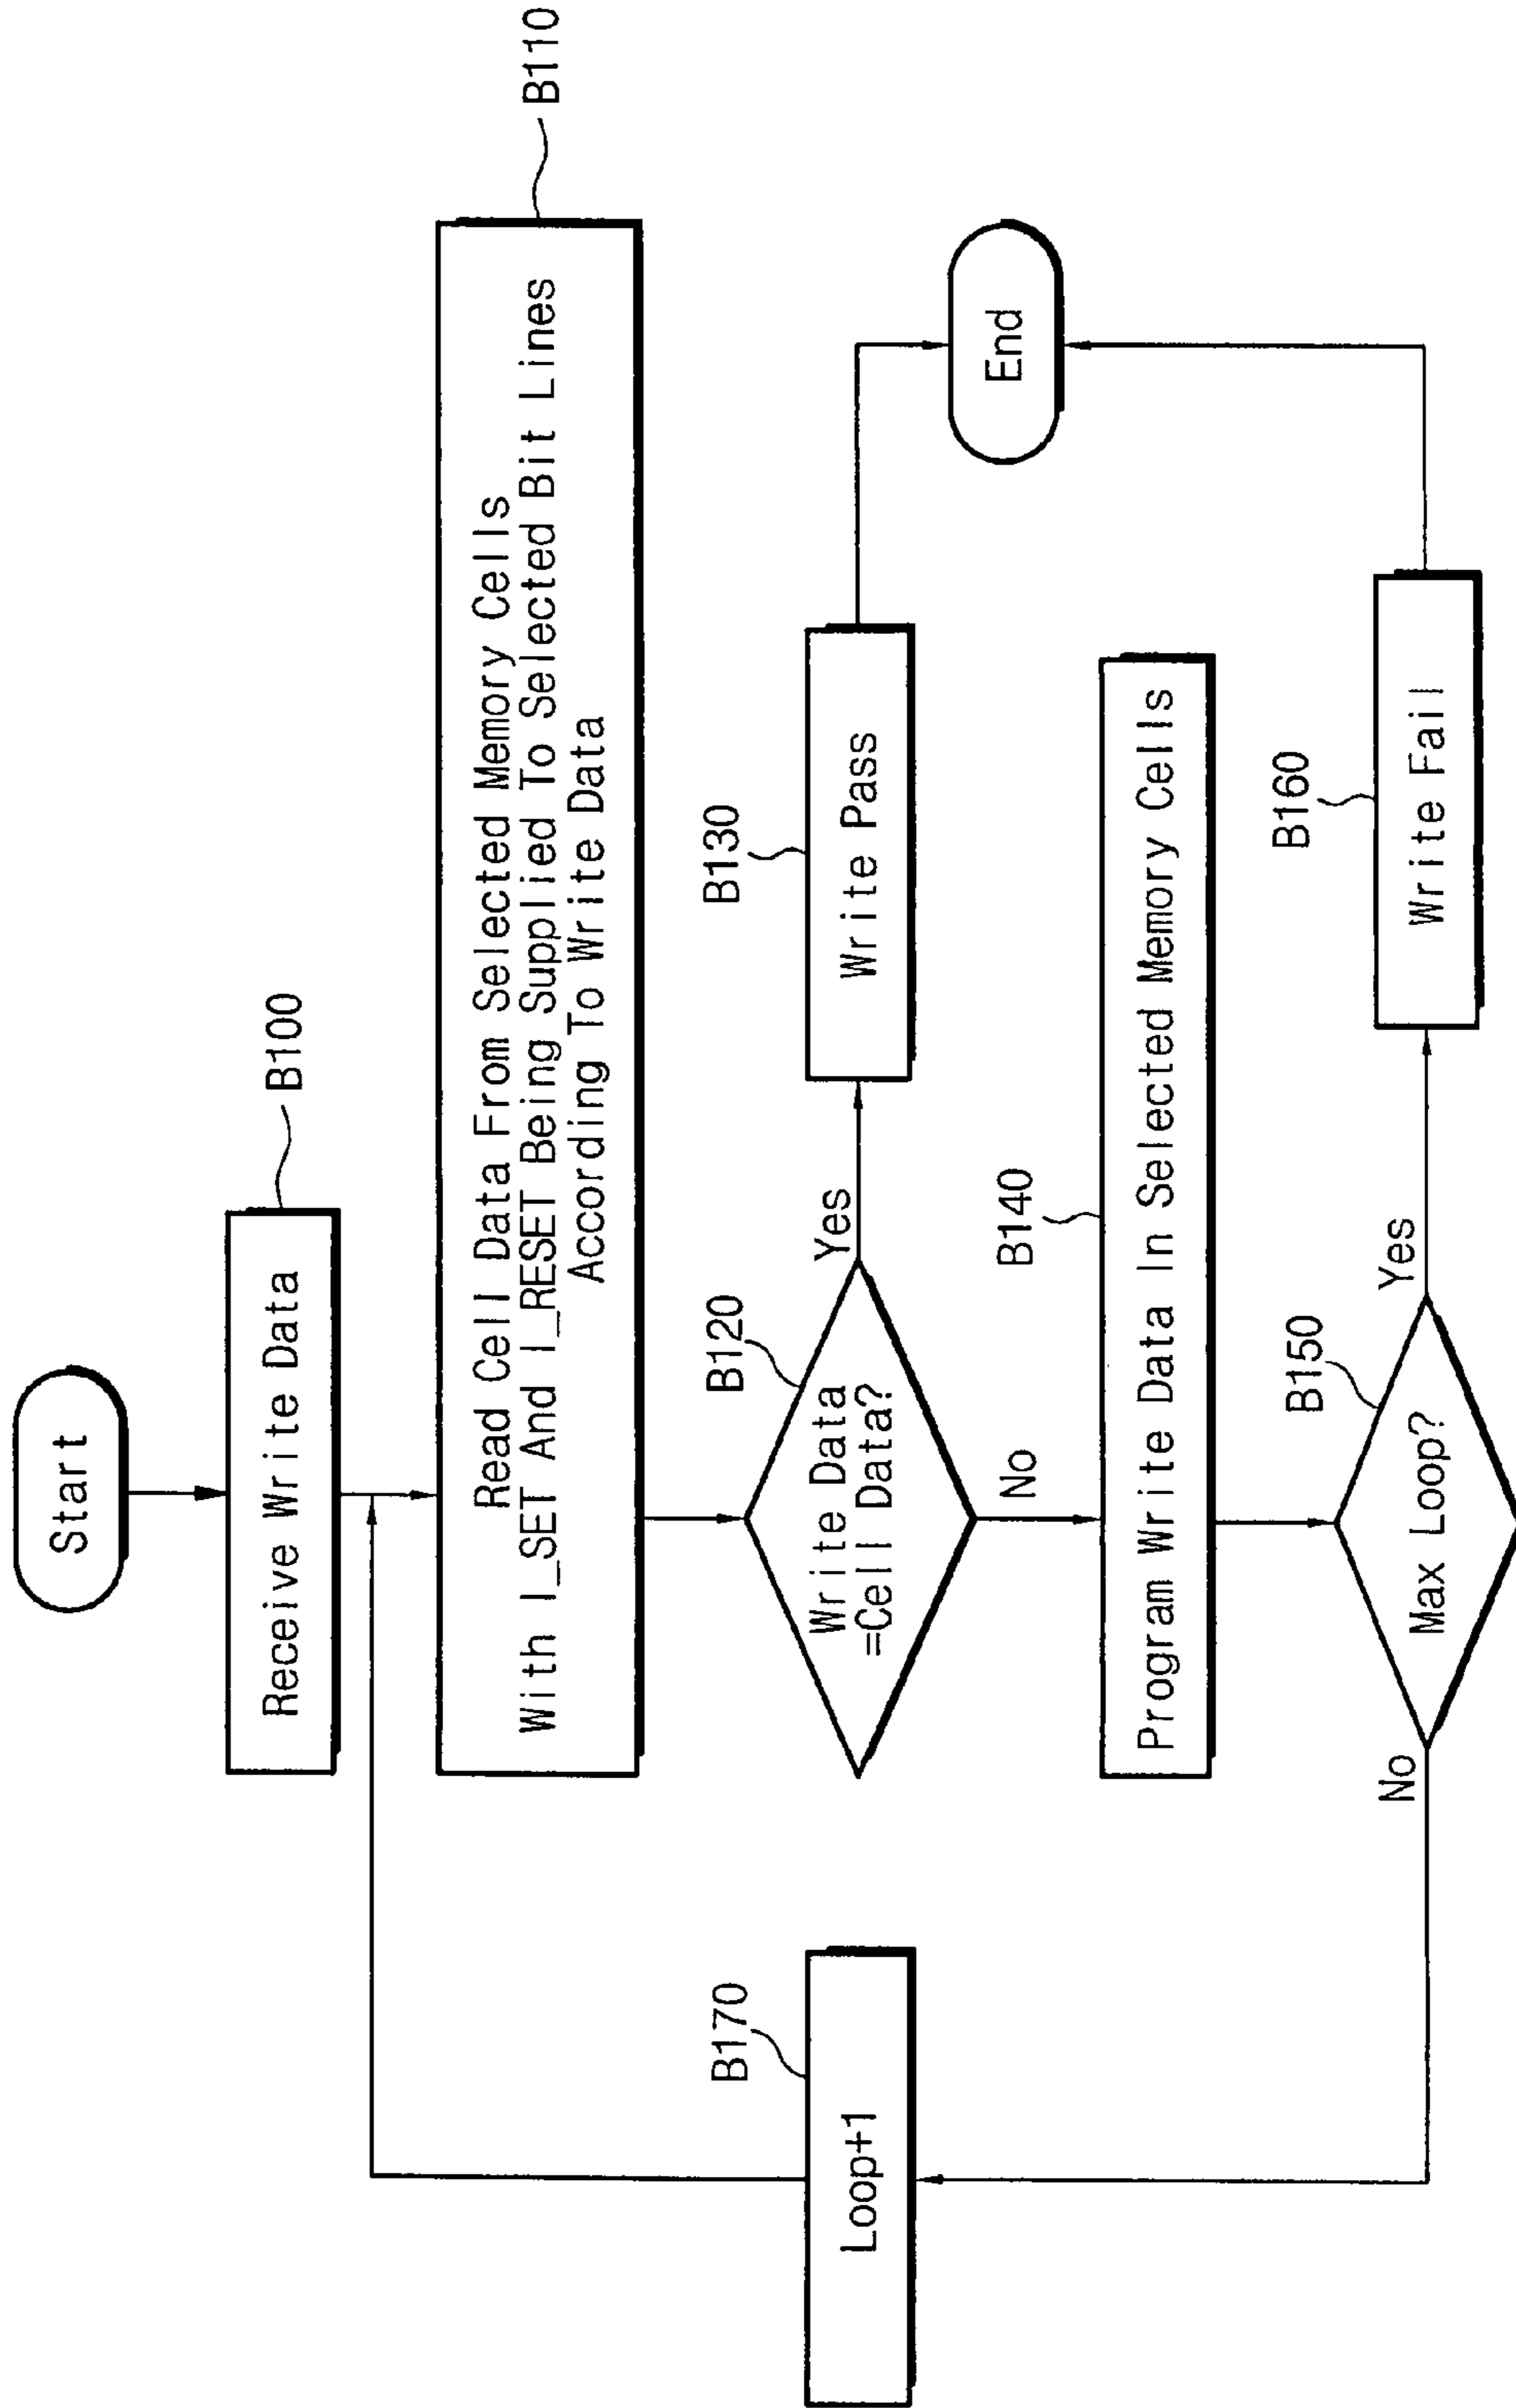 Start
B100
Receive Write Data
B110
Read Cell Data From Selected Memory Cells
With I_SET And I_RESET Being Supplied To Selected Bit Lines
According To Write Data
B120
Write Data
=Cell Data?
Yes
B130
Write Pass
No
End
B170
Loop+1
B140
Program Write Data In Selected Memory Cells
B150
Max Loop?
No
Yes
B160
Write Fail